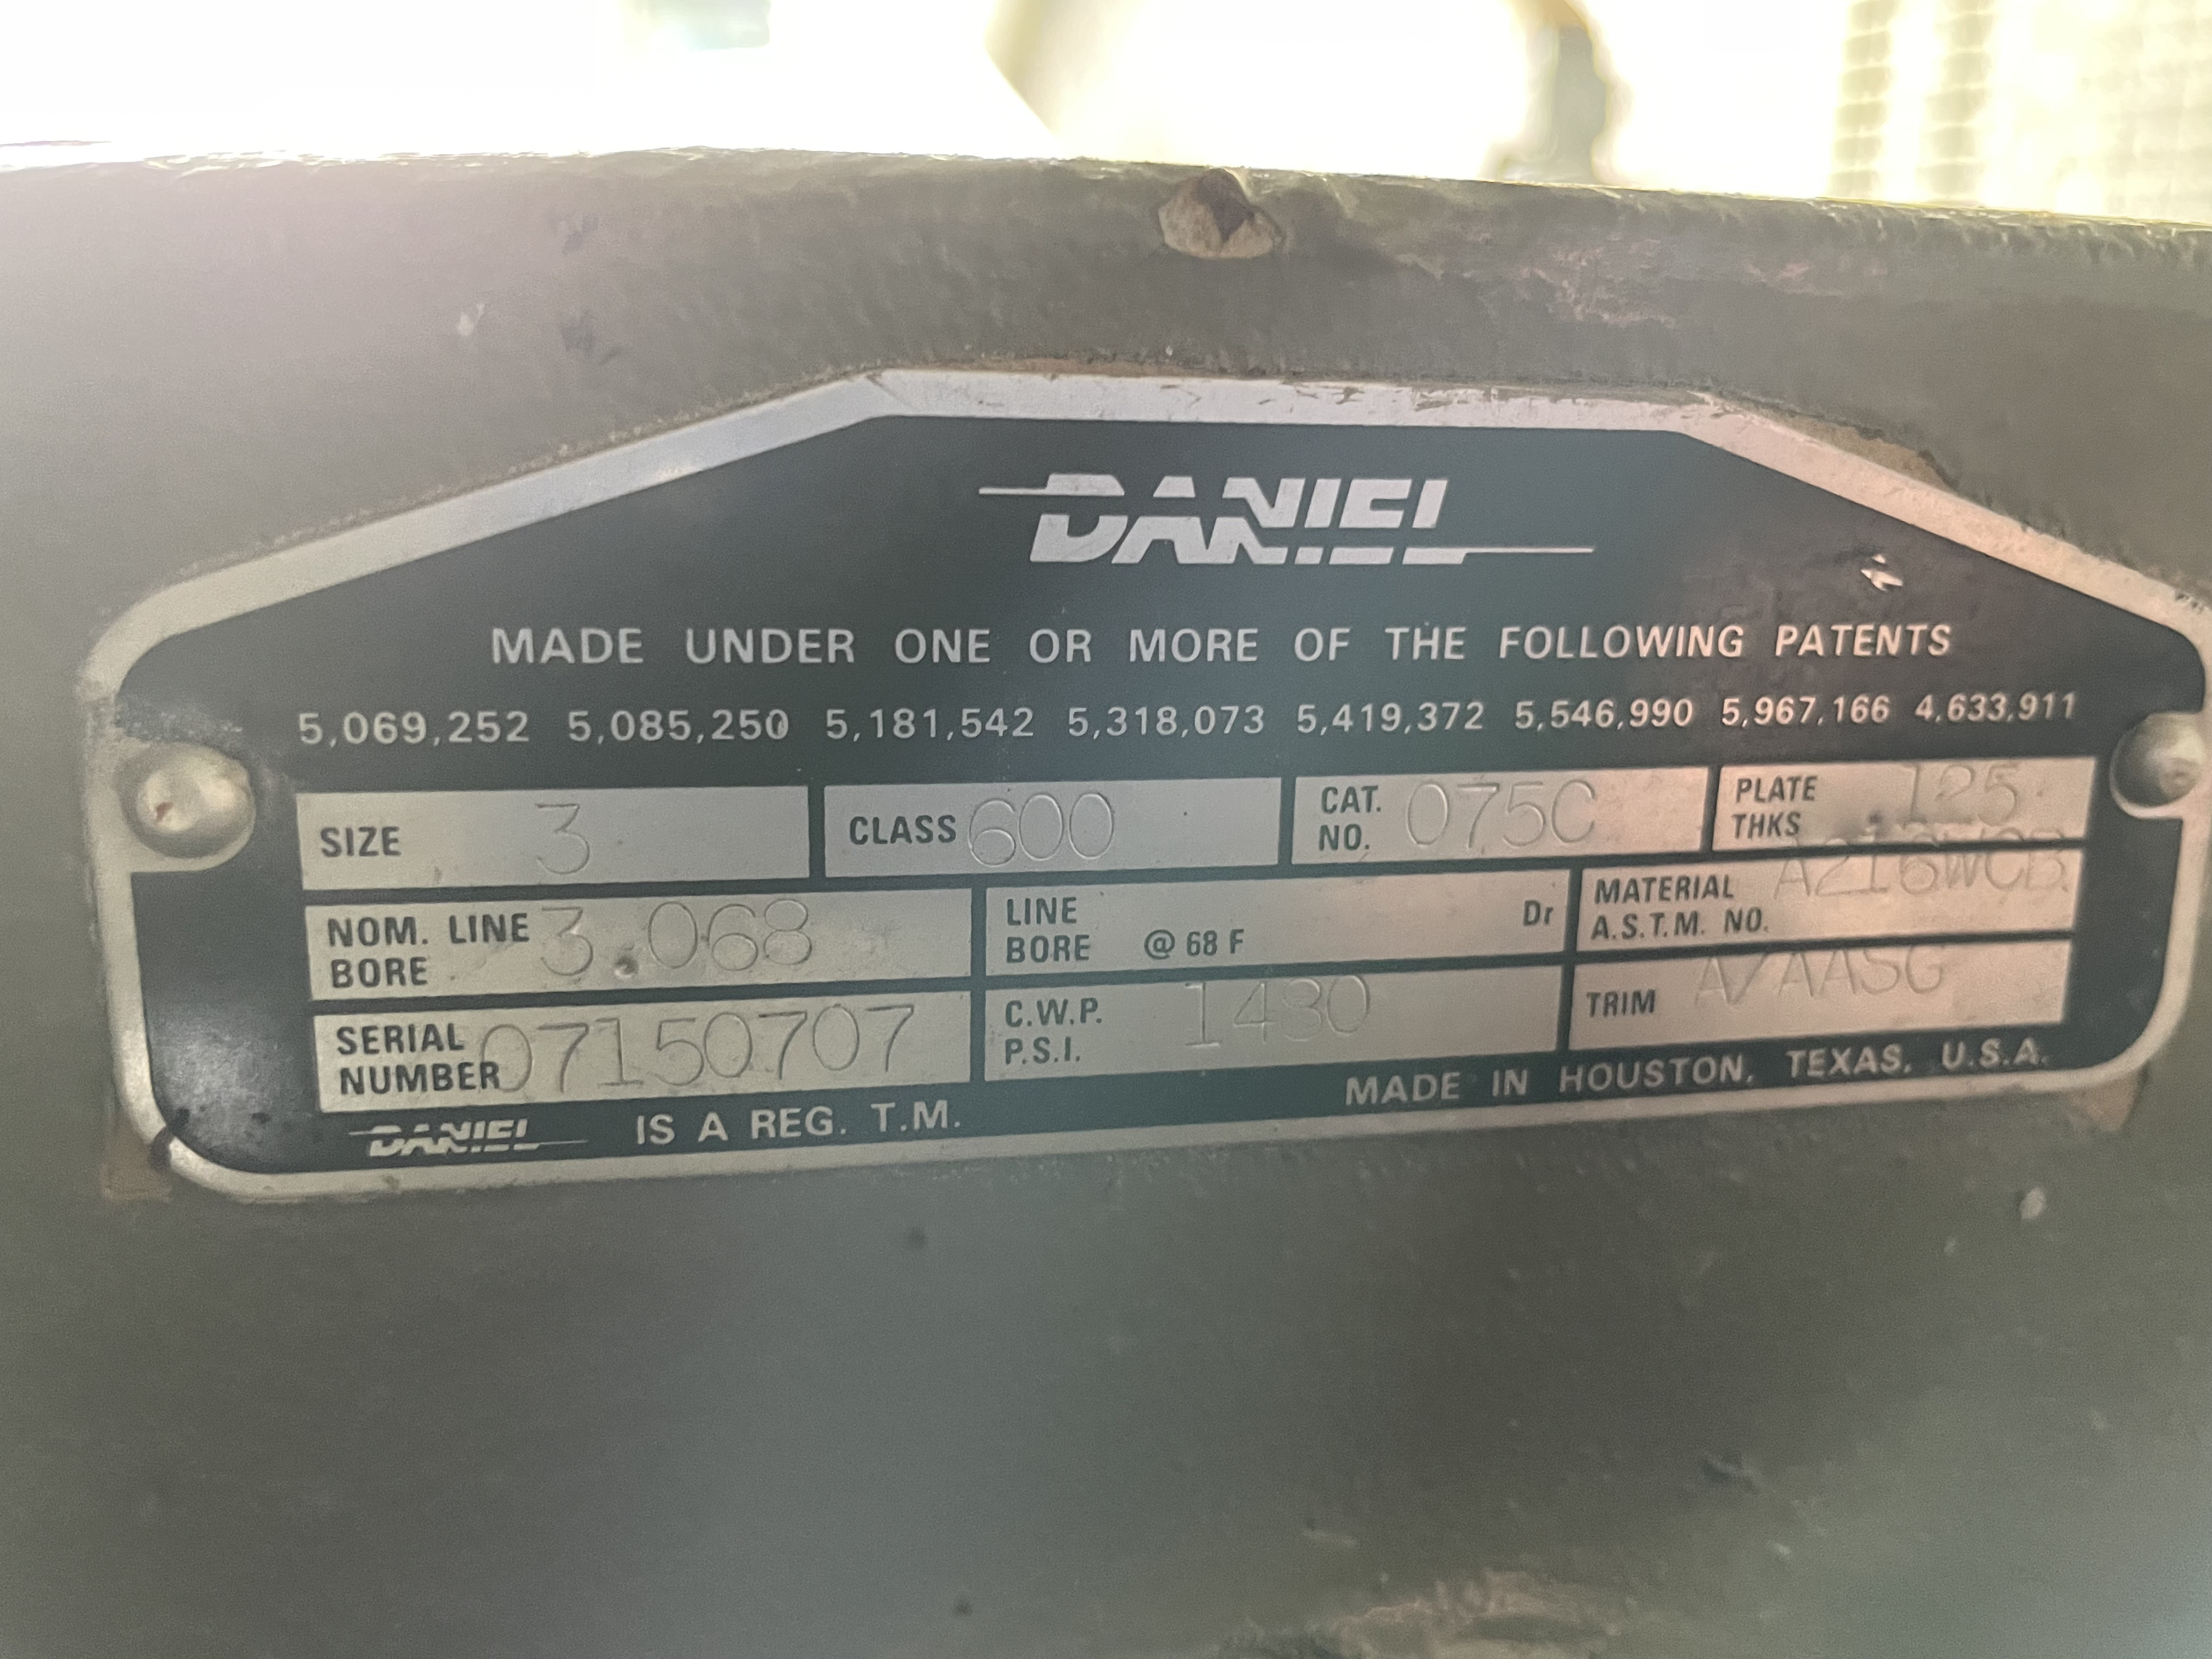 DANIEL
MADE UNDER ONE OR MORE OF THE FOLLOWING PATENTS
5,069,252 5,085,250 5,181,542 5,318,073 5,419,372 5,546,990 5,967,166 4,633,911
SIZE 3 CLASS 600 CAT. NO. 075C PLATE THKS .125
NOM. LINE BORE 3.068 LINE BORE @ 68 F Dr MATERIAL A.S.T.M. NO. A216WCB
SERIAL NUMBER 07150707 C.W.P. P.S.I. 1480 TRIM A/AASG
DANIEL IS A REG. T.M. MADE IN HOUSTON, TEXAS, U.S.A.